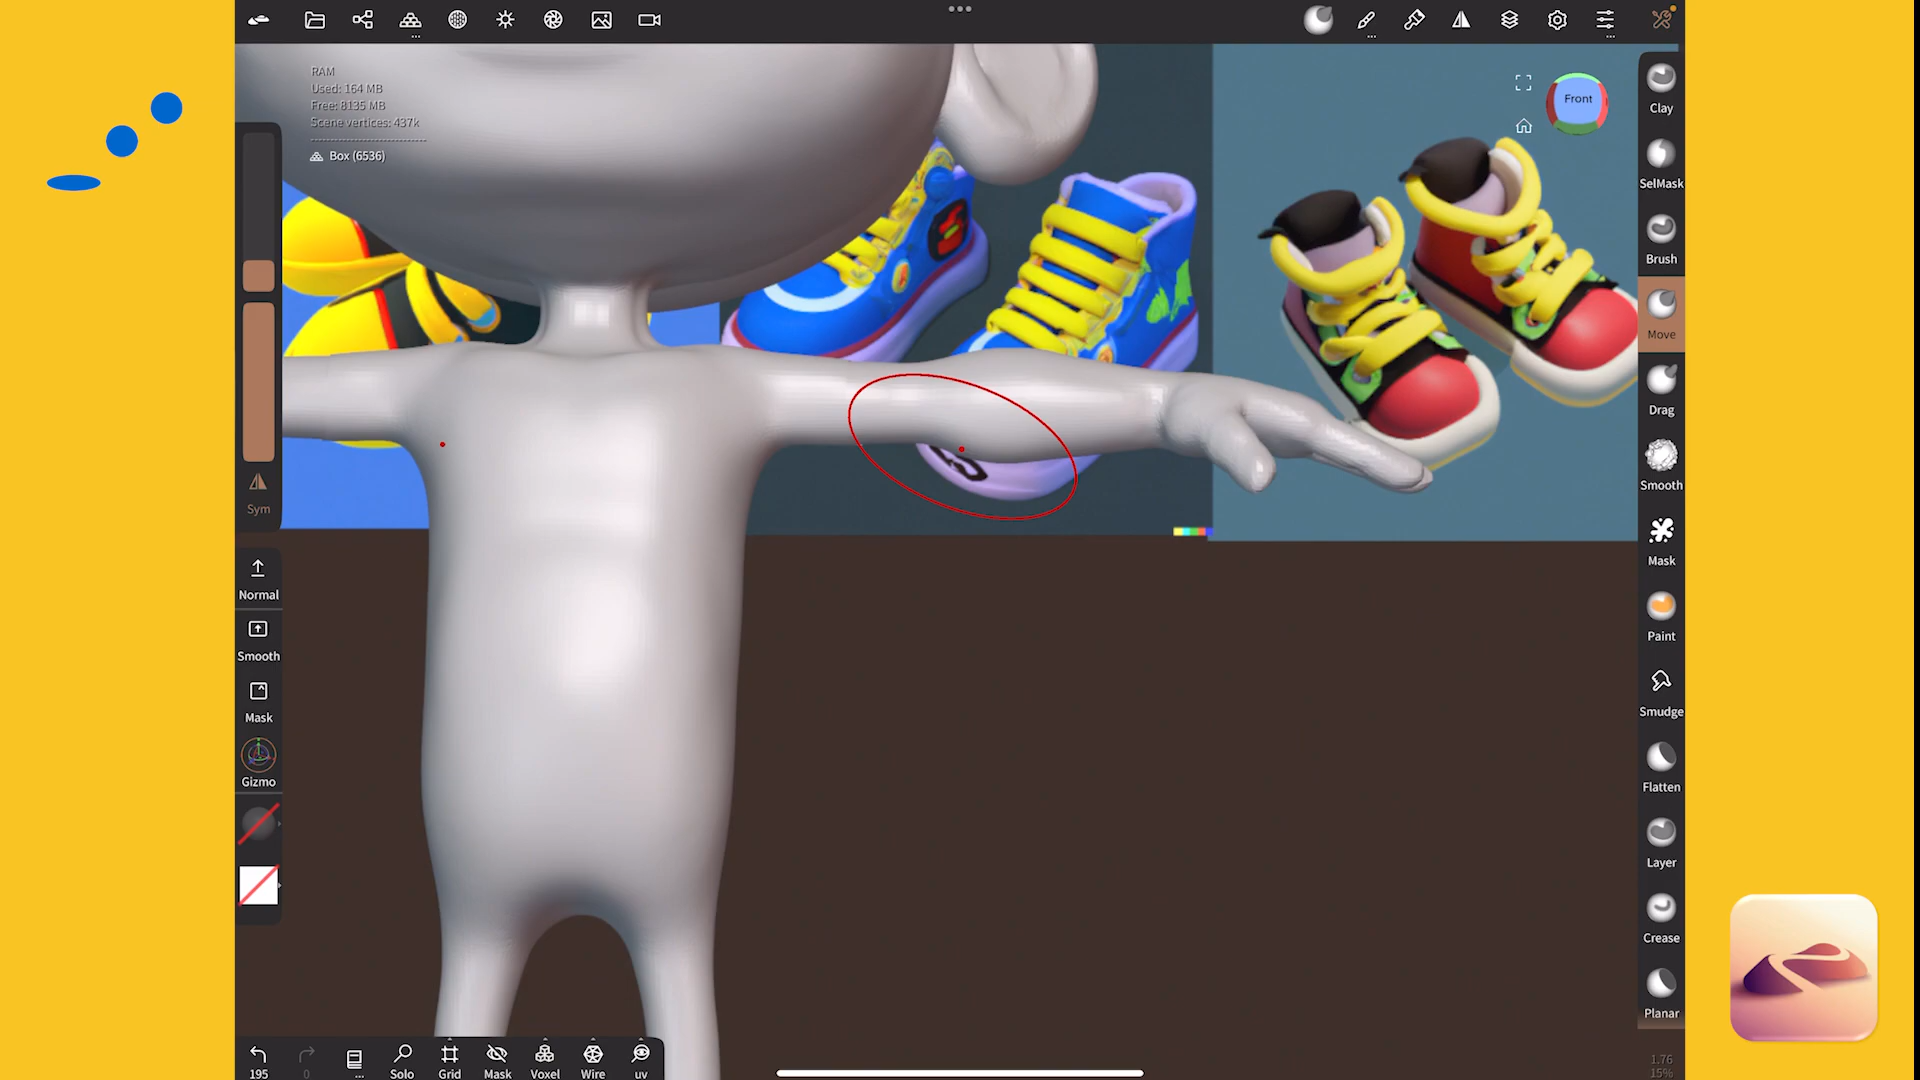 RAM
Used: 164 MB
Free: 8135 MB
Scene vertices: 437k
Box (6536)
Front
Clay
SelMask
Brush
Move
Drag
Smooth
Mask
Paint
Smudge
Flatten
Layer
Crease
Planar
Sym
Normal
Smooth
Mask
Gizmo
195
0
Solo
Grid
Mask
Voxel
Wire
uv
1.76
15%